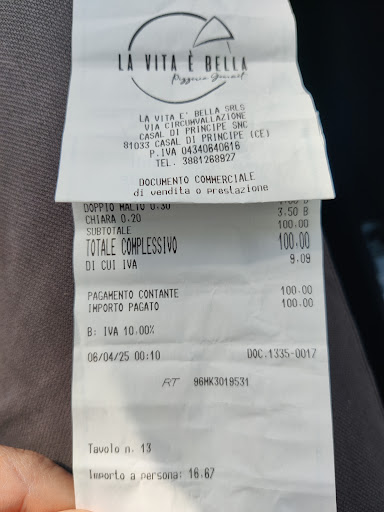 LA VITA È BELLA
Pizzeria Gourmet
LA VITA E' BELLA SRLS
VIA CIRCUMVALLAZIONE
CASAL DI PRINCIPE SNC
81033 CASAL DI PRINCIPE (CE)
P.IVA 04340840616
TEL. 3881268927
DOCUMENTO COMMERCIALE
di vendita o prestazione
DOPPIO MALTO 0.30
CHIARA 0.20 3.50 B
SUBTOTALE 100.00
TOTALE COMPLESSIVO 100,00
DI CUI IVA 9.09
PAGAMENTO CONTANTE 100.00
IMPORTO PAGATO 100.00
B: IVA 10.00%
06/04/25 00:10 DOC.1335-0017
RT 96MK3019531
Tavolo n. 13
Importo a persona: 16.67